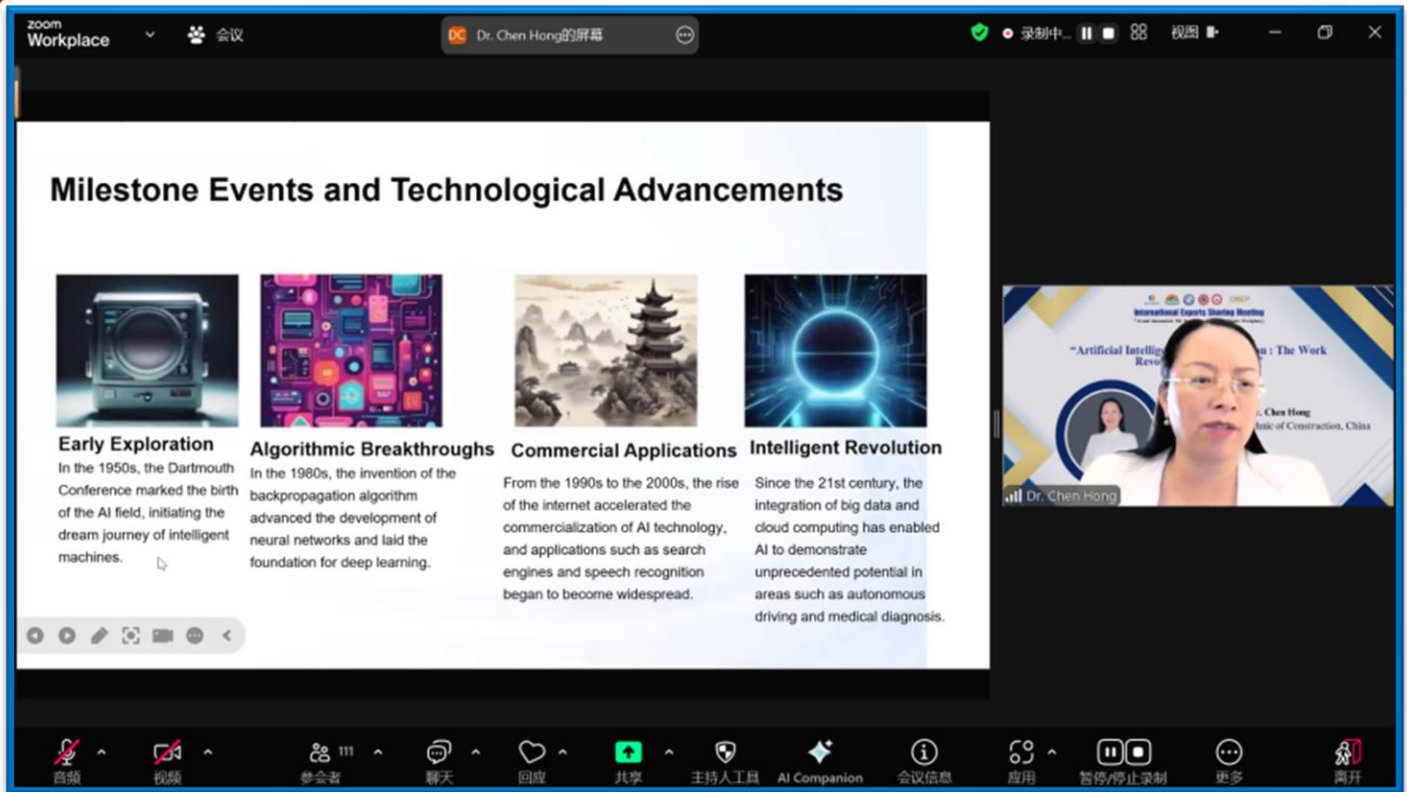 zoom
Workplace
会议
DC Dr. Chen Hong的屏幕
录制中...
视图
Milestone Events and Technological Advancements
Early Exploration
In the 1950s, the Dartmouth
Conference marked the birth
of the AI field, initiating the
dream journey of intelligent
machines.
Algorithmic Breakthroughs
In the 1980s, the invention of the
backpropagation algorithm
advanced the development of
neural networks and laid the
foundation for deep learning.
Commercial Applications
From the 1990s to the 2000s, the rise
of the internet accelerated the
commercialization of AI technology,
and applications such as search
engines and speech recognition
began to become widespread.
Intelligent Revolution
Since the 21st century, the
integration of big data and
cloud computing has enabled
AI to demonstrate
unprecedented potential in
areas such as autonomous
driving and medical diagnosis.
International Experts Sharing Meeting
“Artificial Intellig n : The Work
Revo
. Chen Hong
hnic of Construction, China
Dr. Chen Hong
音频
视频
111
参会者
聊天
回应
共享
主持人工具
AI Companion
会议信息
应用
暂停/停止录制
更多
离开